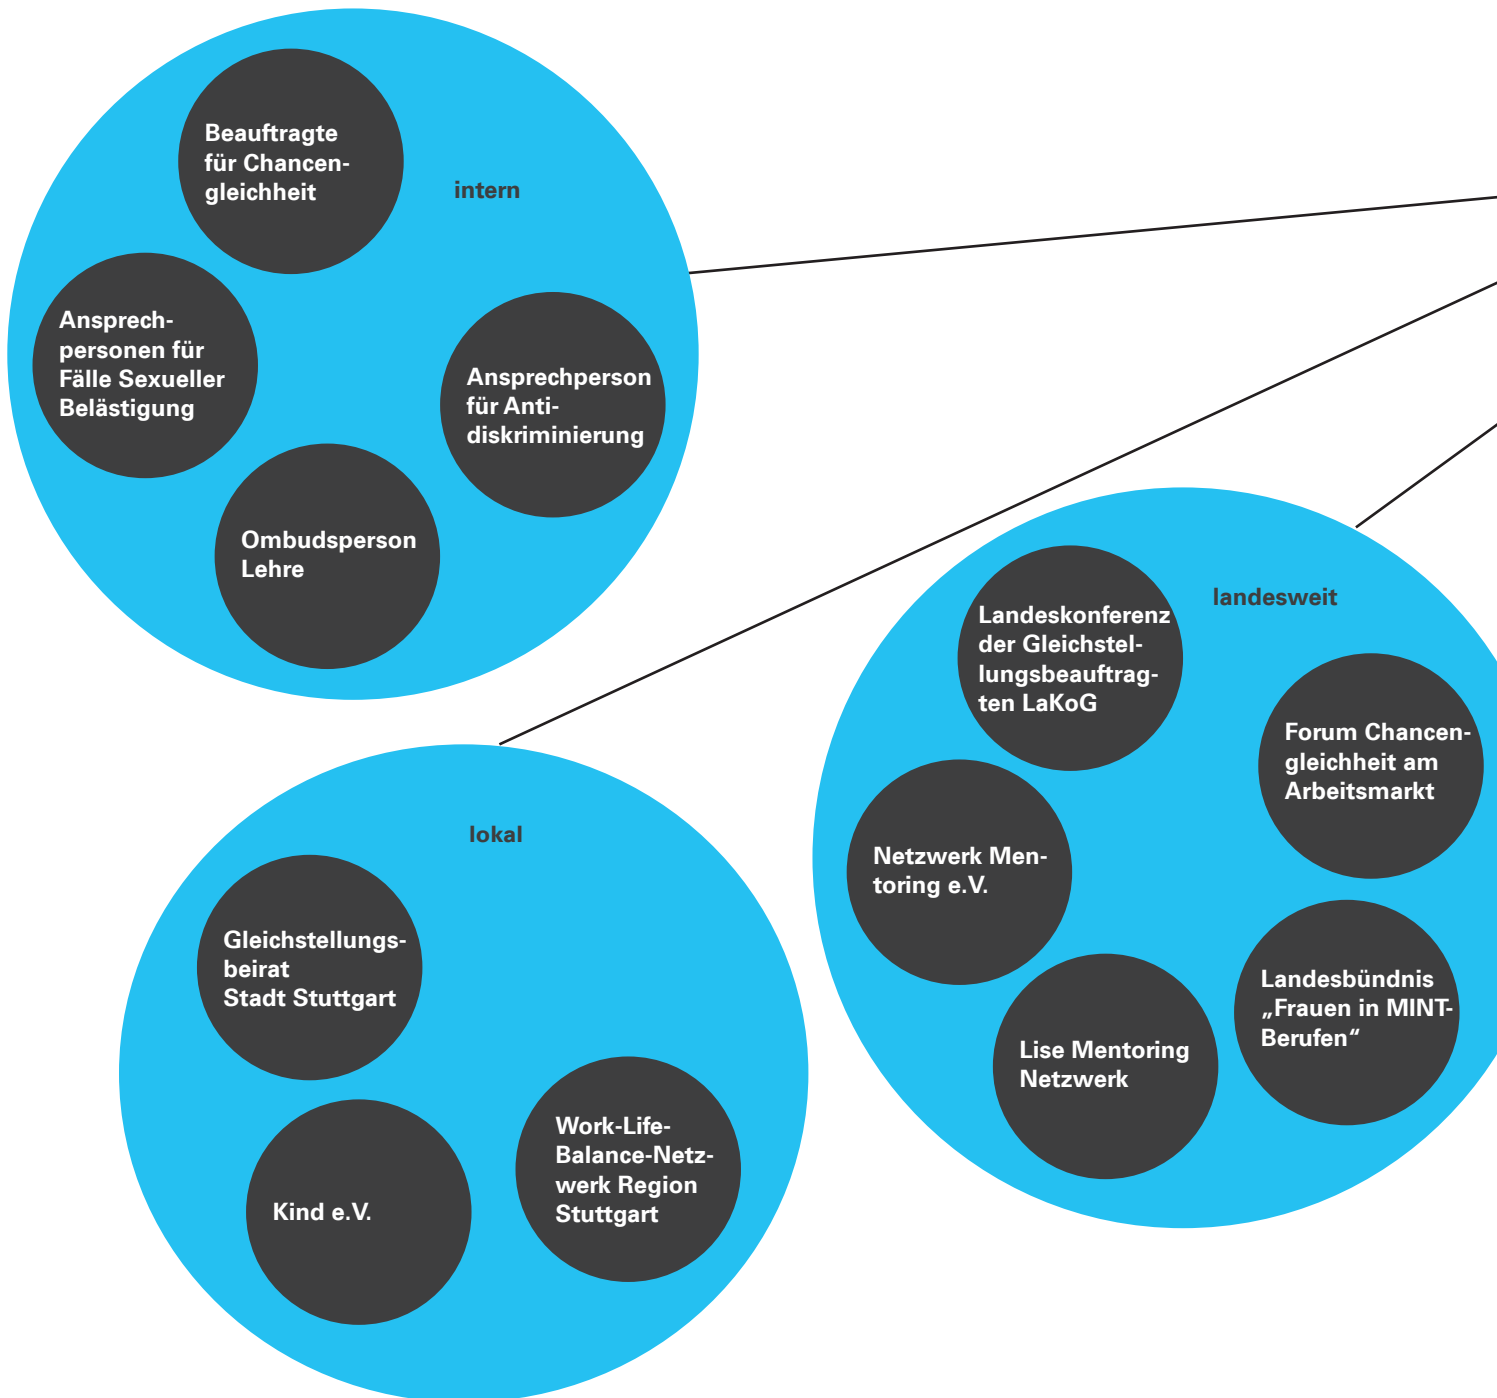 intern
Beauftragte
für Chancen-
gleichheit
Ansprech-
personen für
Fälle Sexueller
Belästigung
Ansprechperson
für Anti-
diskriminierung
Ombudsperson
Lehre
landesweit
Landeskonferenz
der Gleichstel-
lungsbeauftrag-
ten LaKoG
Forum Chancen-
gleichheit am
Arbeitsmarkt
Netzwerk Men-
toring e.V.
Landesbündnis
„Frauen in MINT-
Berufen“
Lise Mentoring
Netzwerk
lokal
Gleichstellungs-
beirat
Stadt Stuttgart
Work-Life-
Balance-Netz-
werk Region
Stuttgart
Kind e.V.